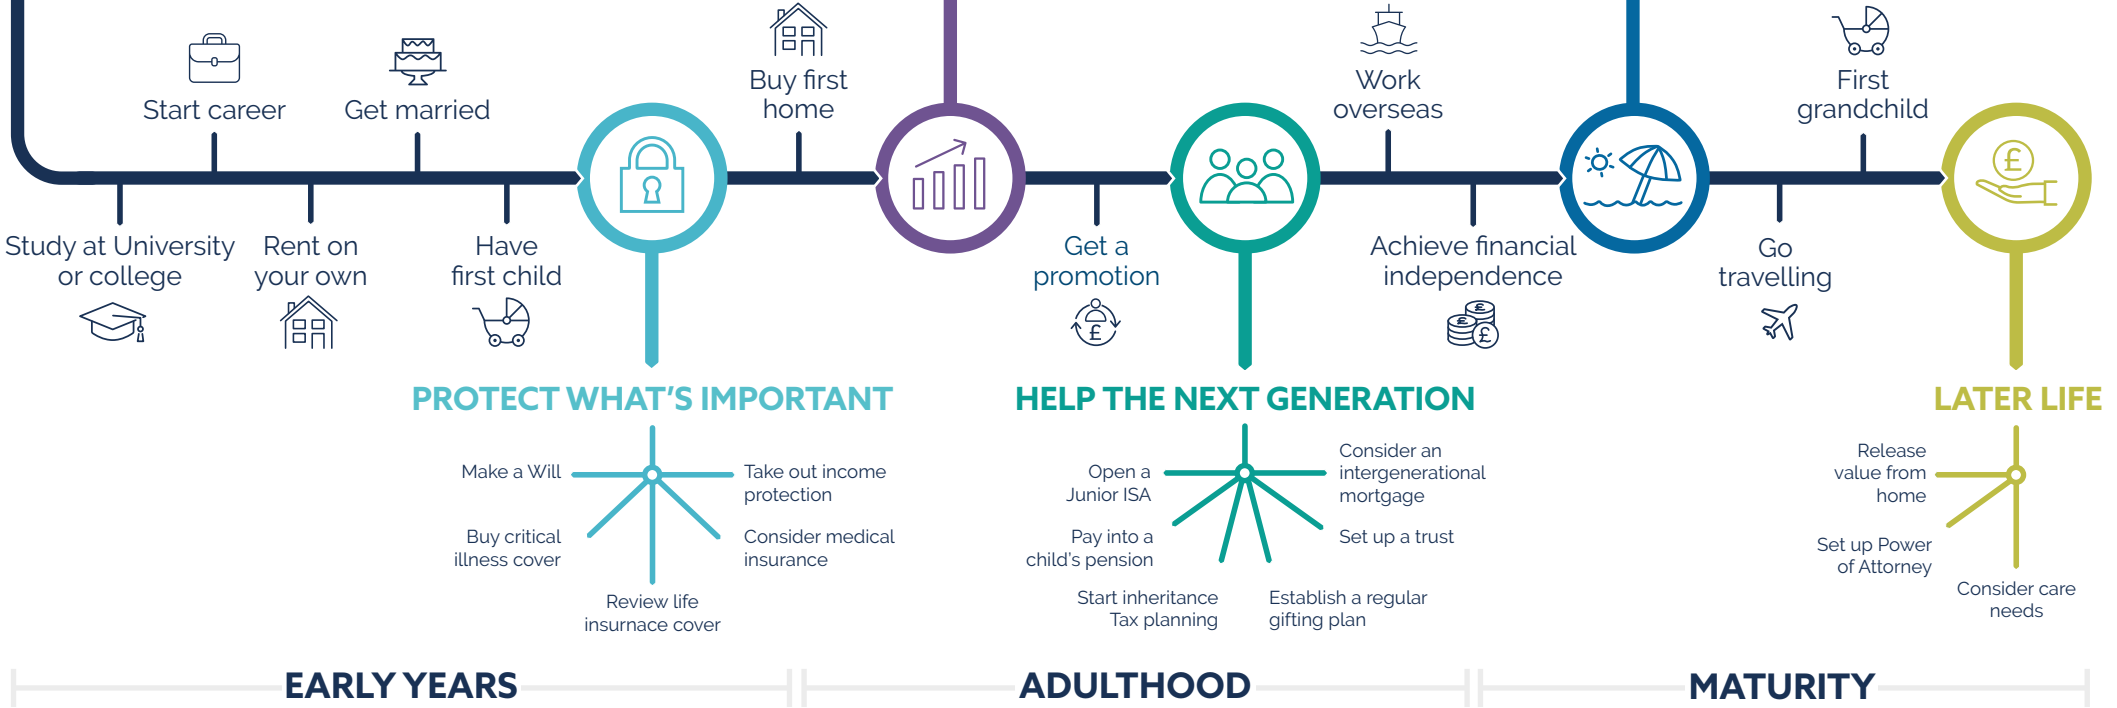 Start career
Get married
Buy first
home
Work
overseas
First
grandchild
Study at University
or college
Rent on
your own
Have
first child
Get a
promotion
£
Achieve financial
independence
£
£
£
Go
travelling
£
PROTECT WHAT'S IMPORTANT
Make a Will
Take out income
protection
Buy critical
illness cover
Consider medical
insurance
Review life
insurnace cover
HELP THE NEXT GENERATION
Open a
Junior ISA
Consider an
intergenerational
mortgage
Pay into a
child's pension
Set up a trust
Start inheritance
Tax planning
Establish a regular
gifting plan
LATER LIFE
Release
value from
home
Set up Power
of Attorney
Consider care
needs
EARLY YEARS
ADULTHOOD
MATURITY